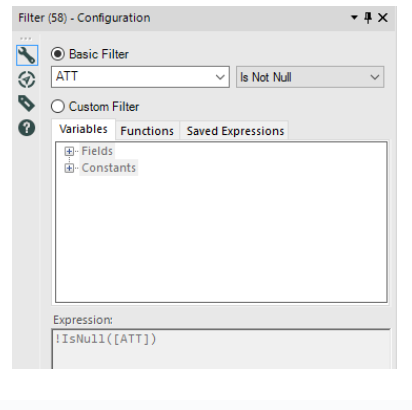 Filter (58) - Configuration
Basic Filter
ATT Is Not Null
Custom Filter
Variables Functions Saved Expressions
Fields
Constants
Expression:
!IsNull([ATT])